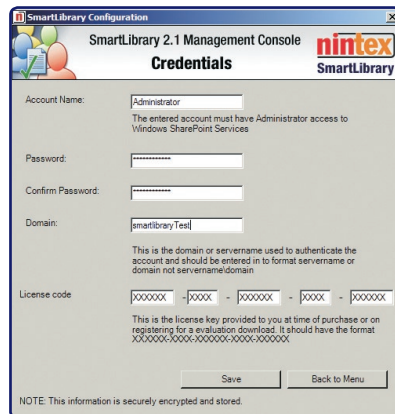 SmartLibrary Configuration
SmartLibrary 2.1 Management Console
Credentials
nintex
SmartLibrary
Account Name:
Administrator
The entered account must have Administrator access to
Windows SharePoint Services
Password:
************
Confirm Password:
************
Domain:
smartlibraryTest
This is the domain or servername used to authenticate the
account and should be entered in to format servername or
domain not servername\domain
License code
XXXXXX - XXXX - XXXXXX - XXXX - XXXXXX
This is the license key provided to you at time of purchase or on
registering for a evaluation download. It should have the format
XXXXXX-XXXX-XXXXXX-XXXX-XXXXXX
Save
Back to Menu
NOTE: This information is securely encrypted and stored.